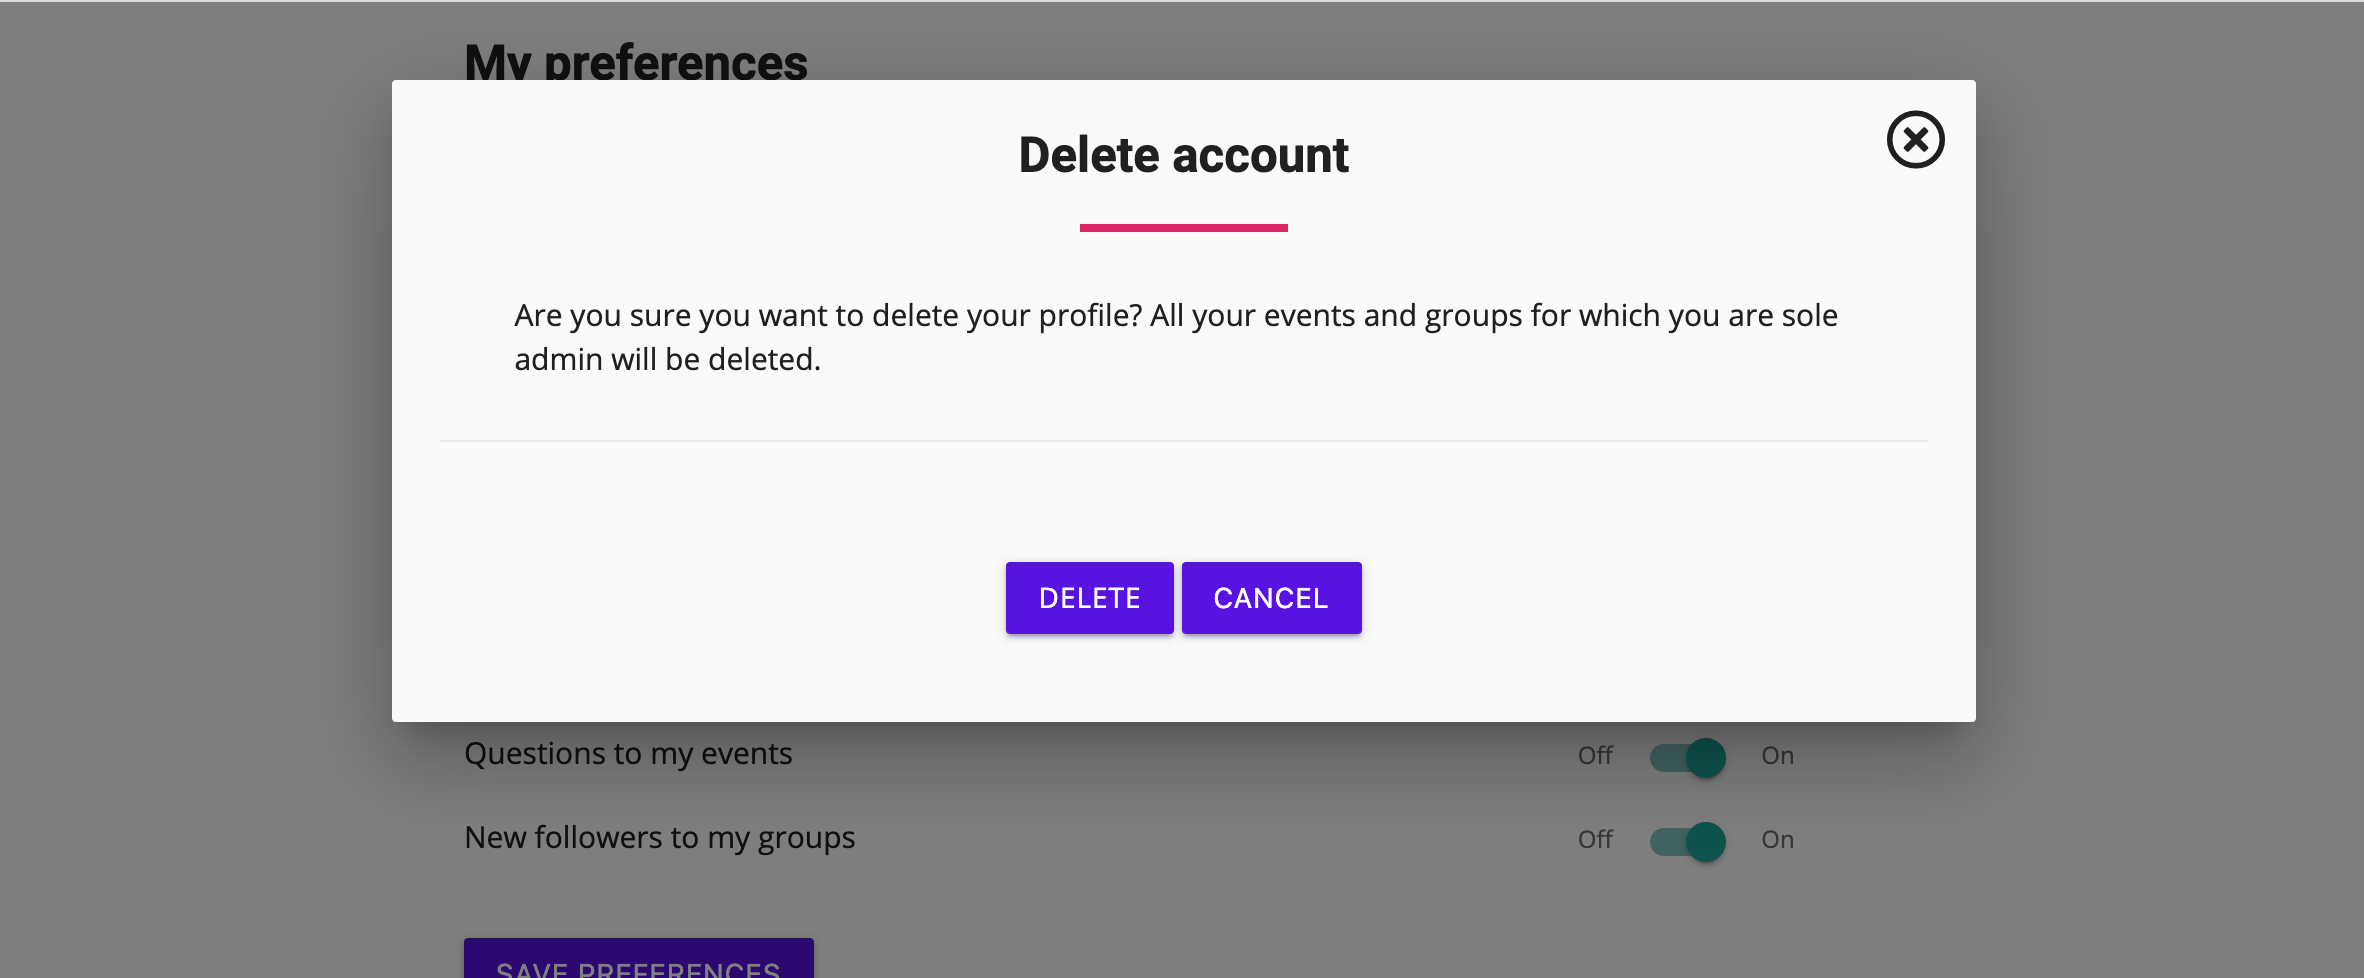 My preferences
Delete account
Are you sure you want to delete your profile? All your events and groups for which you are sole
admin will be deleted.
DELETE CANCEL
Questions to my events Off On
New followers to my groups Off On
SAVE PREFERENCES